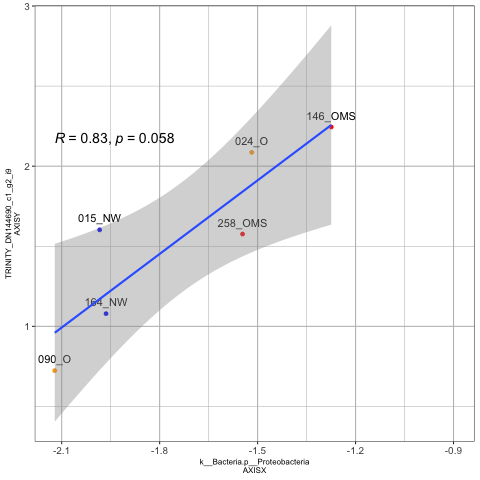 3
146_OMS
R = 0.83, p = 0.058
024_O
2
015_NW
258_OMS
164_NW
1
090_O
TRINITY_DN144690_c1_g2_i9
AXISY
-2.1 -1.8 -1.5 -1.2 -0.9
k__Bacteria.p__Proteobacteria
AXISX